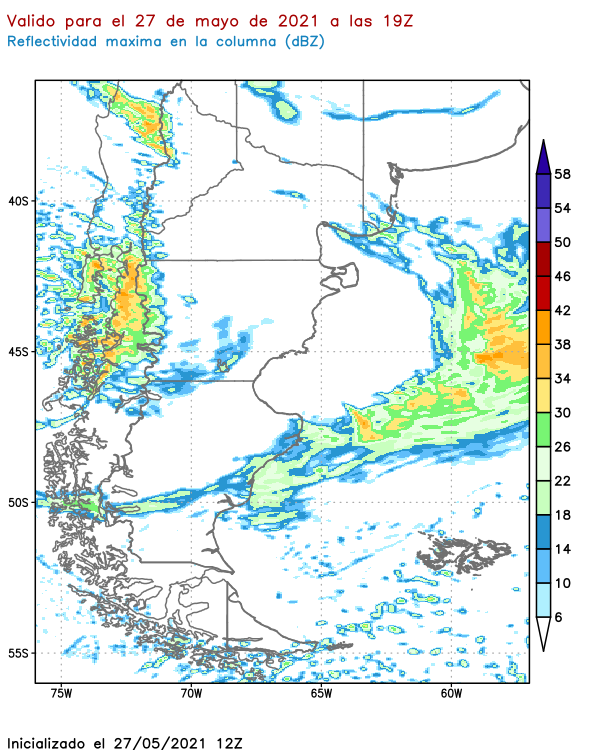 Valido para el 27 de mayo de 2021 a las 19Z
Reflectividad maxima en la columna (dBZ)
58
54
50
46
42
38
34
30
26
22
18
14
10
6
40S
45S
50S
55S
75W 70W 65W 60W
Inicializado el 27/05/2021 12Z